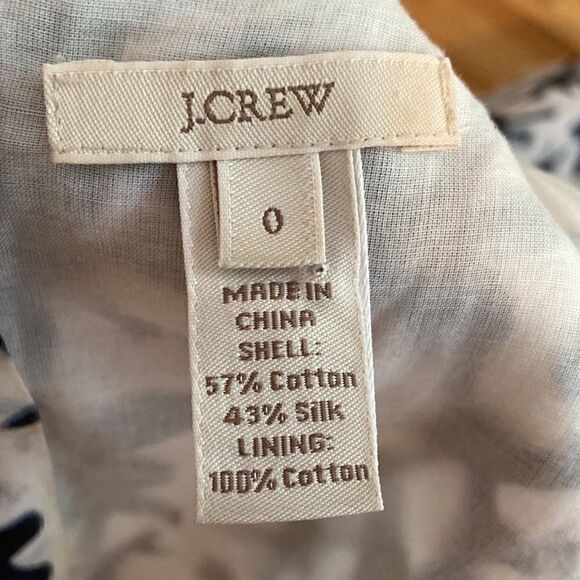 J.CREW
0
MADE IN
CHINA
SHELL:
57% Cotton
43% Silk
LINING:
100% Cotton